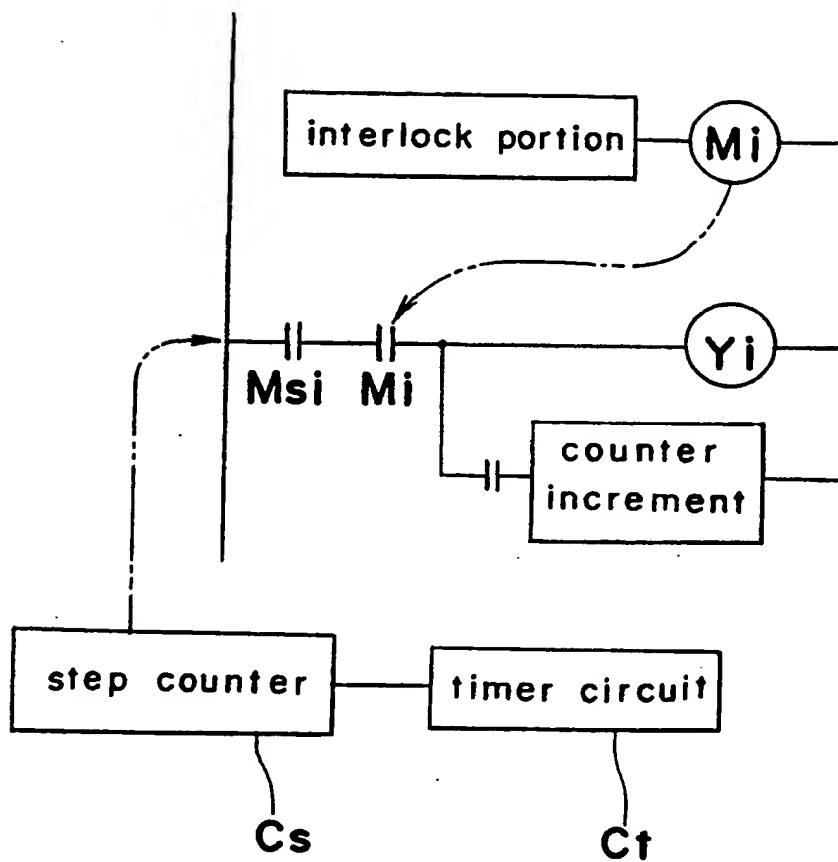 interlock portion
Mi
Msi
Mi
Yi
counter
increment
step counter
timer circuit
Cs
Ct